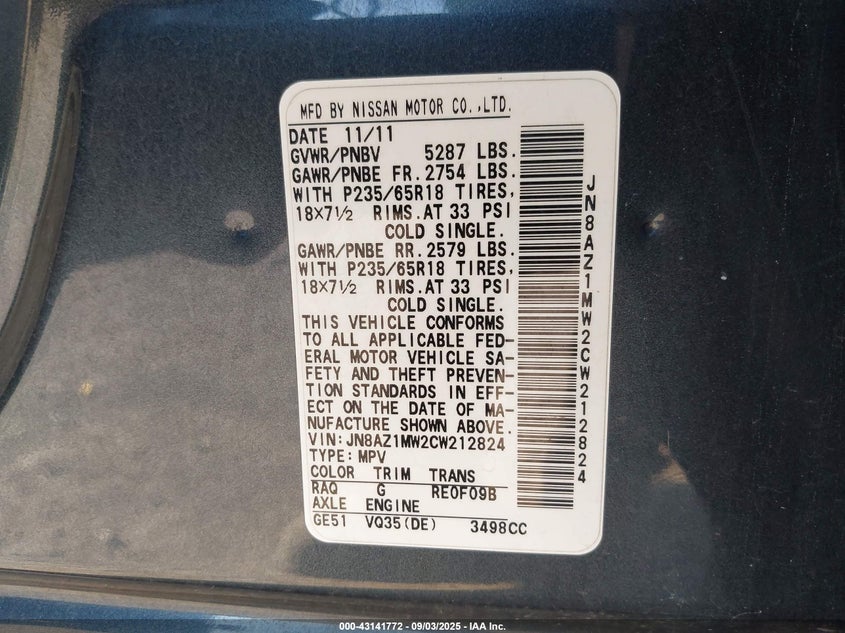 MFD BY NISSAN MOTOR CO.,LTD.
DATE 11/11
GVWR/PNBV 5287 LBS.
GAWR/PNBE FR. 2754 LBS.
WITH P235/65R18 TIRES,
18X7½ RIMS.AT 33 PSI
COLD SINGLE.
GAWR/PNBE RR. 2579 LBS.
WITH P235/65R18 TIRES,
18X7½ RIMS.AT 33 PSI
COLD SINGLE.
THIS VEHICLE CONFORMS
TO ALL APPLICABLE FED-
ERAL MOTOR VEHICLE SA-
FETY AND THEFT PREVEN-
TION STANDARDS IN EFF-
ECT ON THE DATE OF MA-
NUFACTURE SHOWN ABOVE.
VIN:JN8AZ1MW2CW212824
TYPE:MPV
COLOR TRIM TRANS
RAQ G RE0F09B
AXLE ENGINE
GE51 VQ35(DE) 3498CC
JN8AZ1MW2CW212824
000-43141772 - 09/03/2025 - IAA Inc.